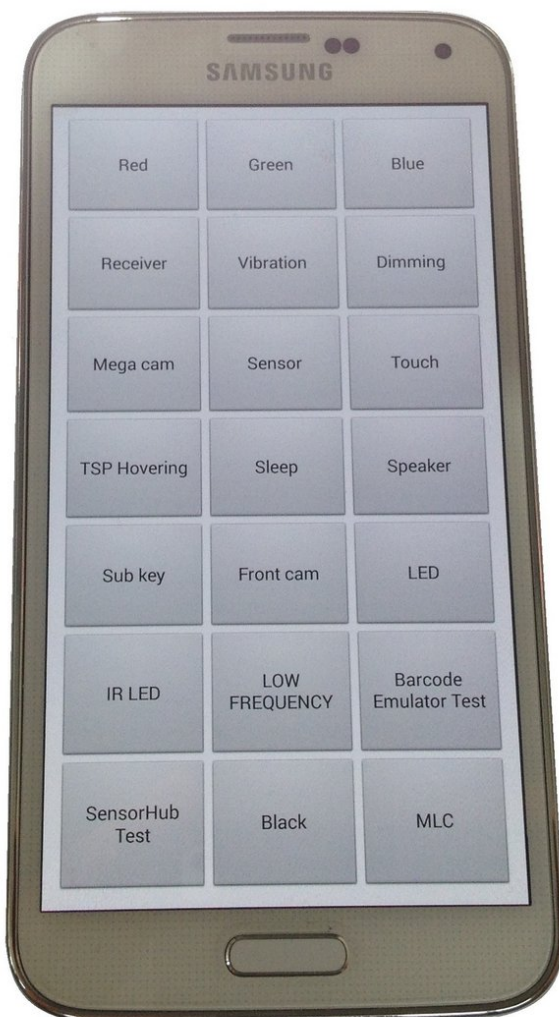 SAMSUNG
Red
Green
Blue
Receiver
Vibration
Dimming
Mega cam
Sensor
Touch
TSP Hovering
Sleep
Speaker
Sub key
Front cam
LED
IR LED
LOW
FREQUENCY
Barcode
Emulator Test
SensorHub
Test
Black
MLC